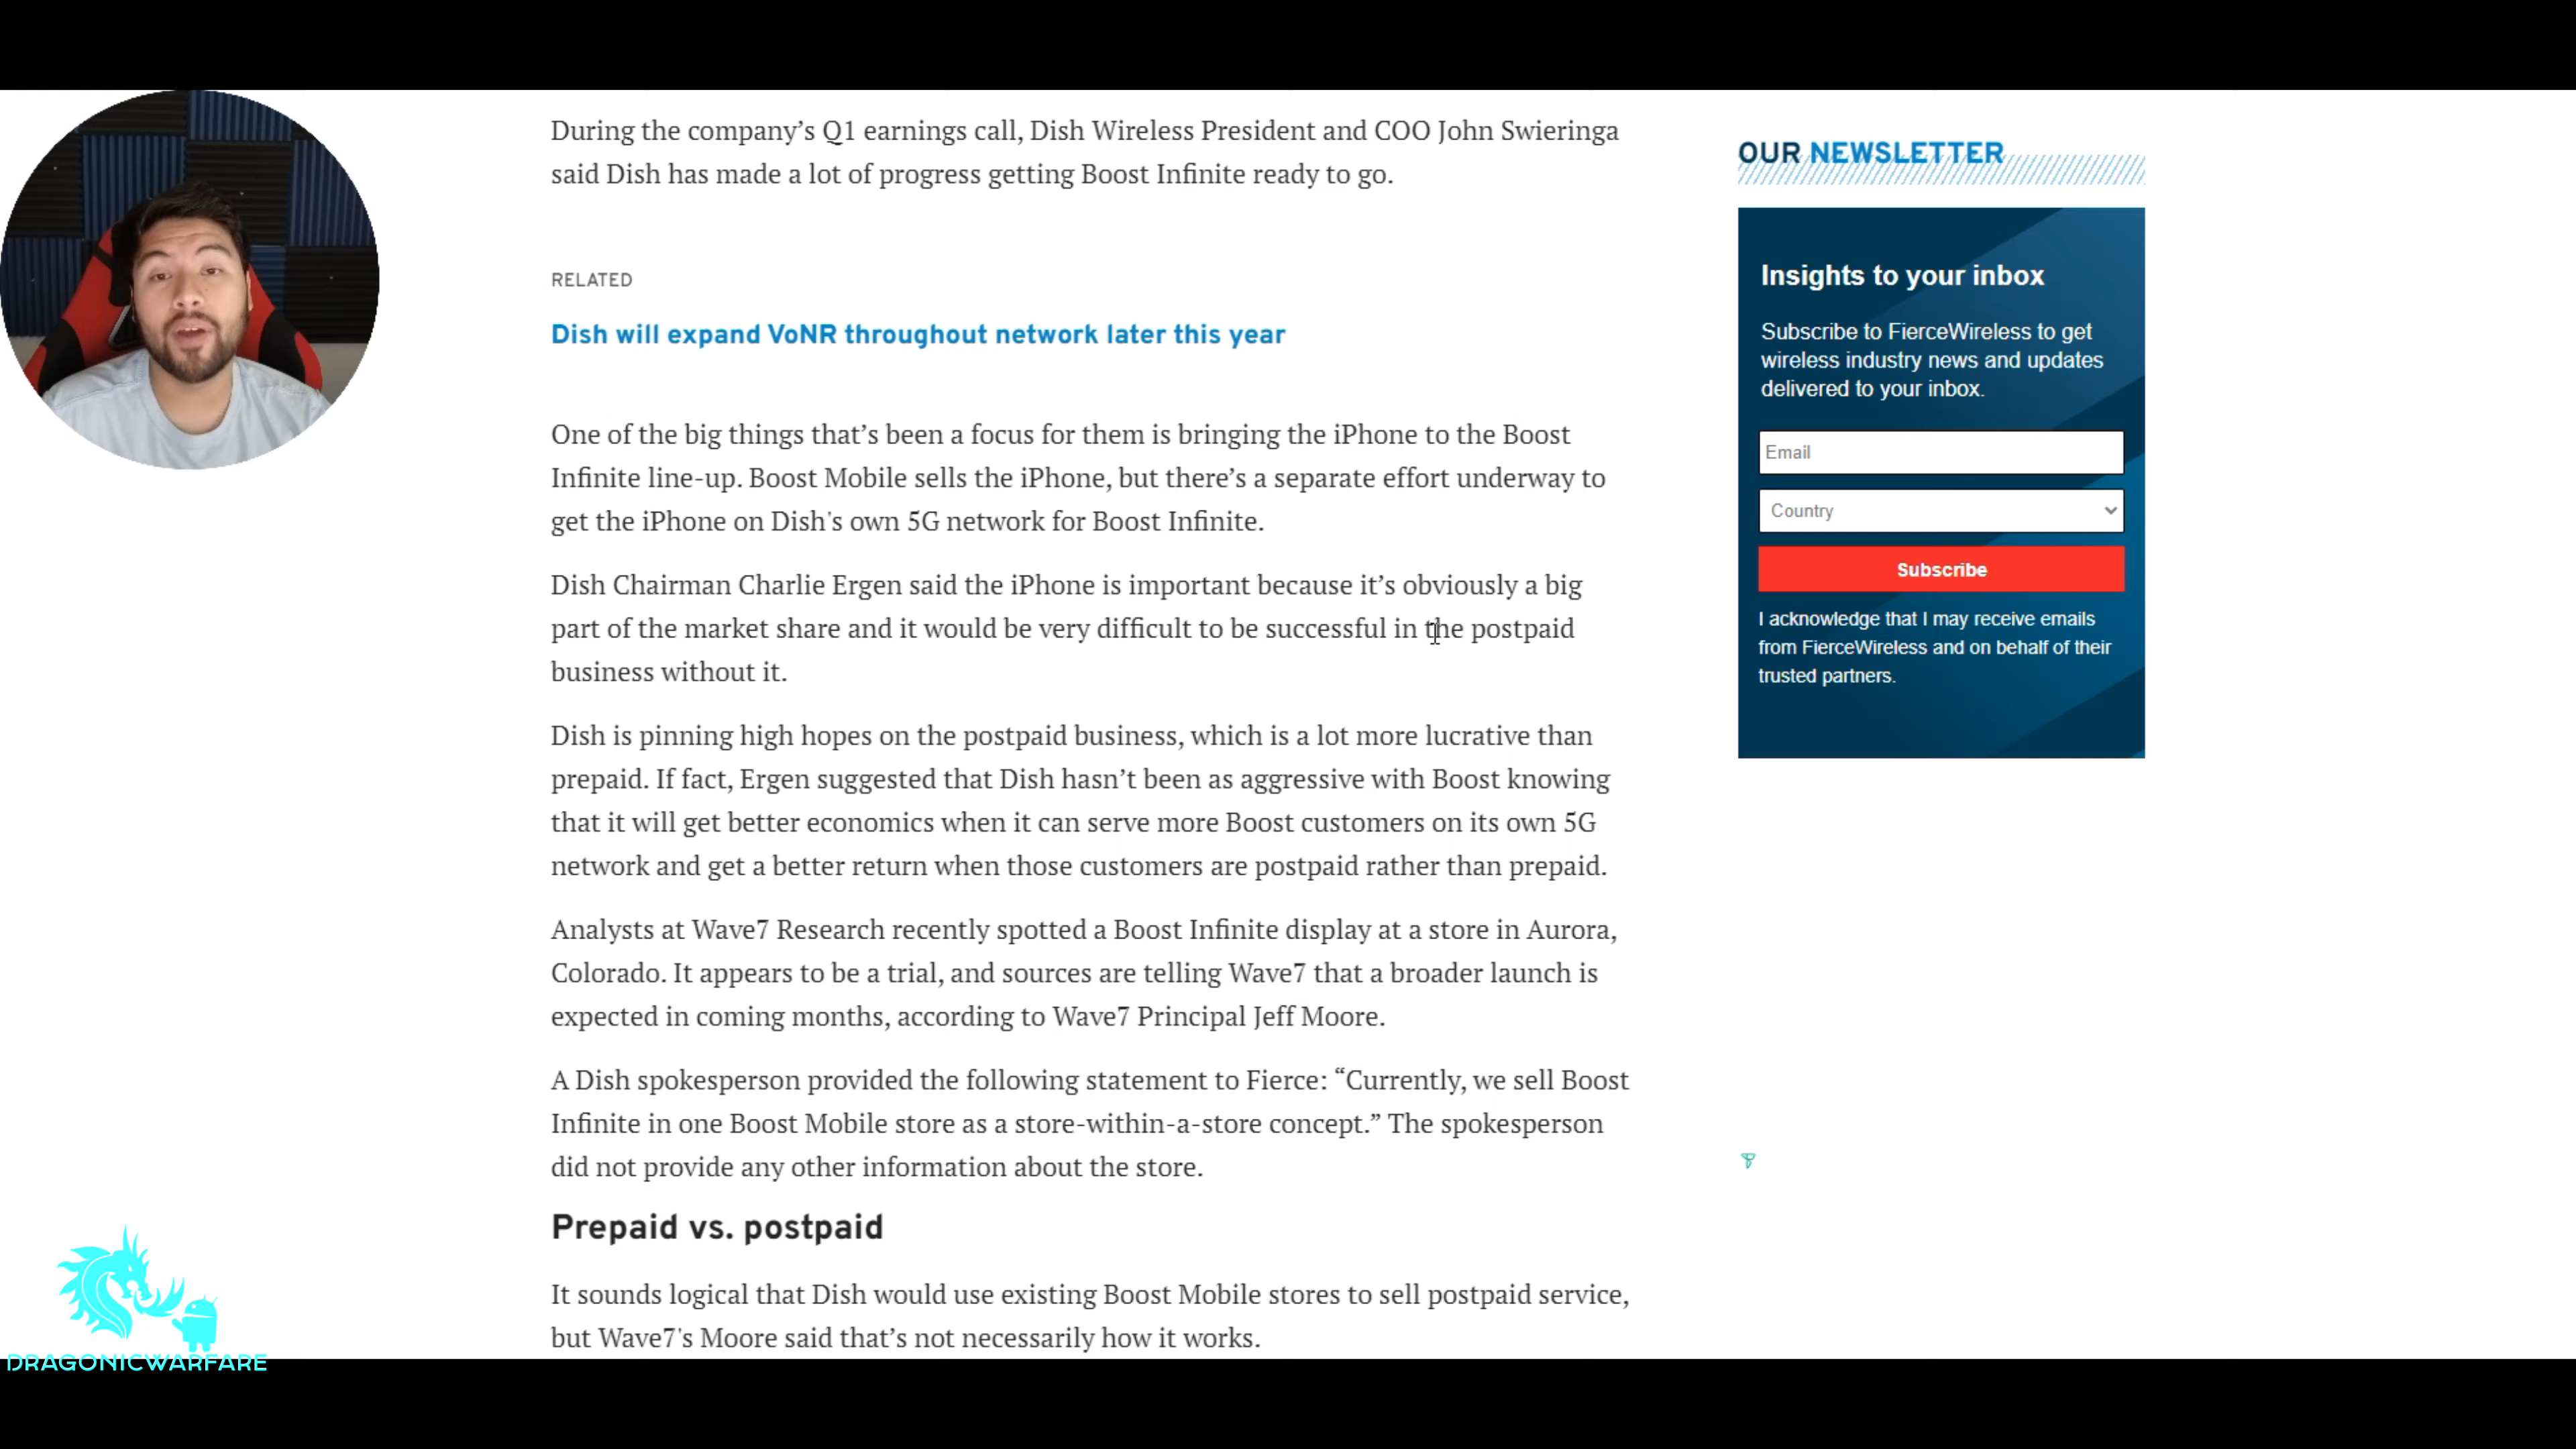 During the company’s Q1 earnings call, Dish Wireless President and COO John Swieringa
said Dish has made a lot of progress getting Boost Infinite ready to go.
RELATED
Dish will expand VoNR throughout network later this year
One of the big things that’s been a focus for them is bringing the iPhone to the Boost
Infinite line-up. Boost Mobile sells the iPhone, but there’s a separate effort underway to
get the iPhone on Dish's own 5G network for Boost Infinite.
Dish Chairman Charlie Ergen said the iPhone is important because it’s obviously a big
part of the market share and it would be very difficult to be successful in the postpaid
business without it.
Dish is pinning high hopes on the postpaid business, which is a lot more lucrative than
prepaid. If fact, Ergen suggested that Dish hasn’t been as aggressive with Boost knowing
that it will get better economics when it can serve more Boost customers on its own 5G
network and get a better return when those customers are postpaid rather than prepaid.
Analysts at Wave7 Research recently spotted a Boost Infinite display at a store in Aurora,
Colorado. It appears to be a trial, and sources are telling Wave7 that a broader launch is
expected in coming months, according to Wave7 Principal Jeff Moore.
A Dish spokesperson provided the following statement to Fierce: “Currently, we sell Boost
Infinite in one Boost Mobile store as a store-within-a-store concept.” The spokesperson
did not provide any other information about the store.
Prepaid vs. postpaid
It sounds logical that Dish would use existing Boost Mobile stores to sell postpaid service,
but Wave7's Moore said that’s not necessarily how it works.
OUR NEWSLETTER
Insights to your inbox
Subscribe to FierceWireless to get
wireless industry news and updates
delivered to your inbox.
Email
Country
Subscribe
I acknowledge that I may receive emails
from FierceWireless and on behalf of their
trusted partners.
DRAGONICWARFARE